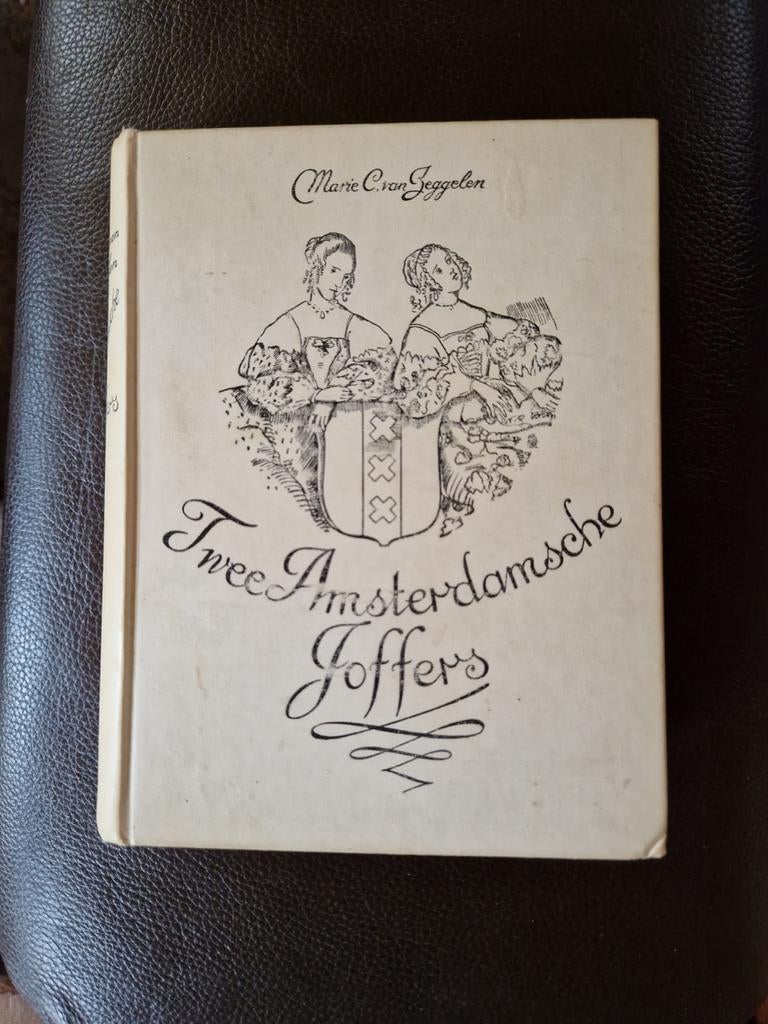 Marie C. van Zeggelen
Twee Amsterdamsche
Joffers